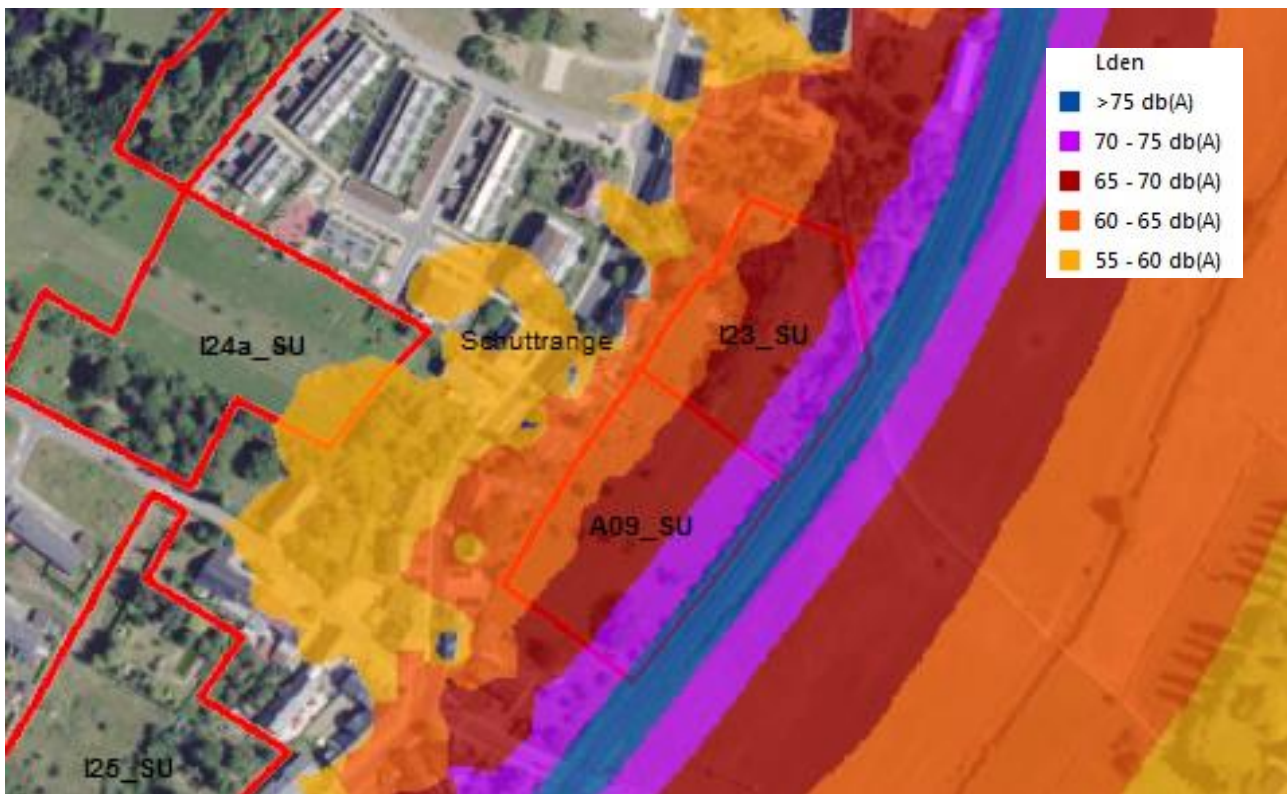 Lden
>75 db(A)
70 - 75 db(A)
65 - 70 db(A)
60 - 65 db(A)
55 - 60 db(A)
I24a_SU
Schuttrange
I23_SU
A09_SU
I25_SU